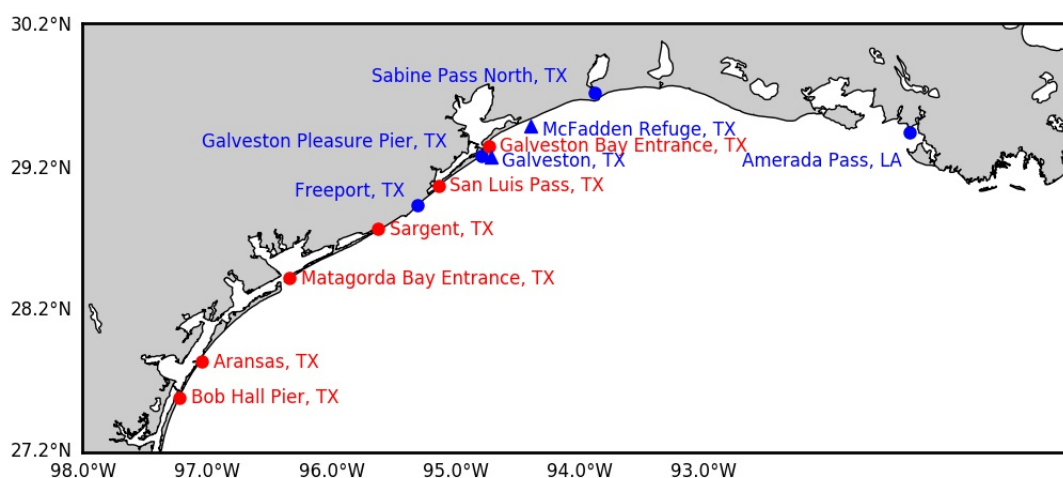 30.2°N
Sabine Pass North, TX
McFadden Refuge, TX
Galveston Pleasure Pier, TX
Galveston Bay Entrance, TX
Galveston, TX
Amerada Pass, LA
29.2°N
San Luis Pass, TX
Freeport, TX
Sargent, TX
Matagorda Bay Entrance, TX
28.2°N
Aransas, TX
Bob Hall Pier, TX
27.2°N
98.0°W
97.0°W
96.0°W
95.0°W
94.0°W
93.0°W